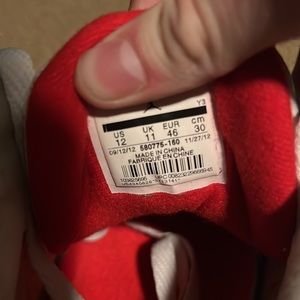 Y3
US UK EUR cm
12 11 46 30
09/12/12 580775-160 11/27/12
MADE IN CHINA
FABRIQUE EN CHINE